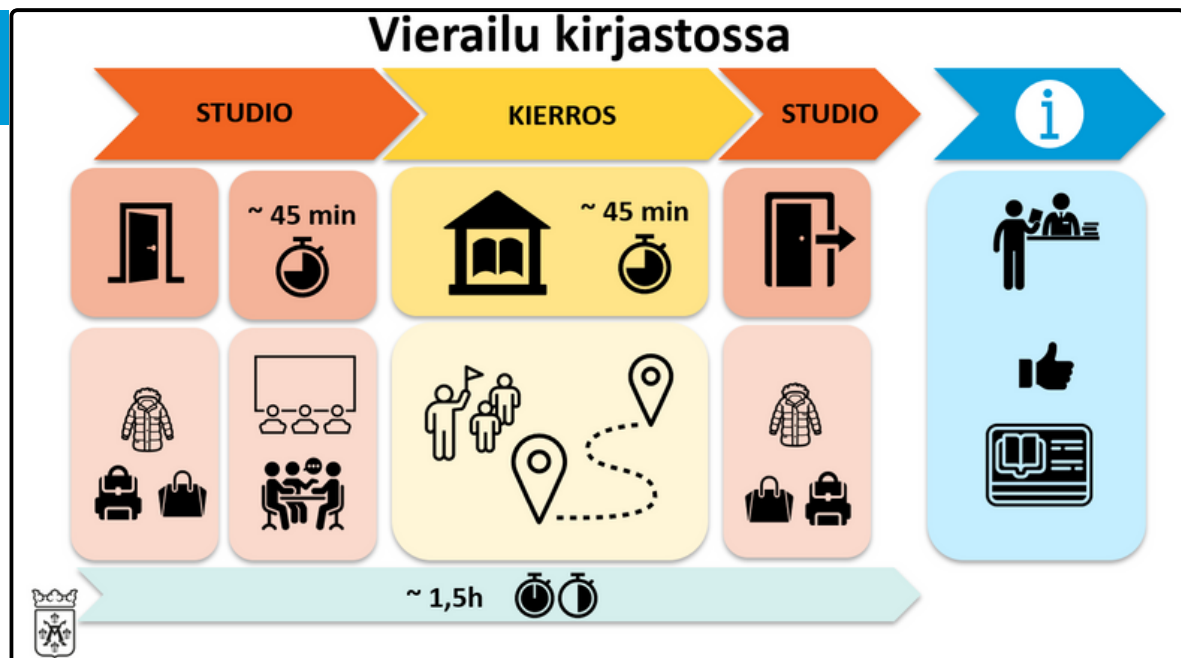 Vierailu kirjastossa
STUDIO
KIERROS
STUDIO
i
~ 45 min
~ 45 min
~ 1,5h